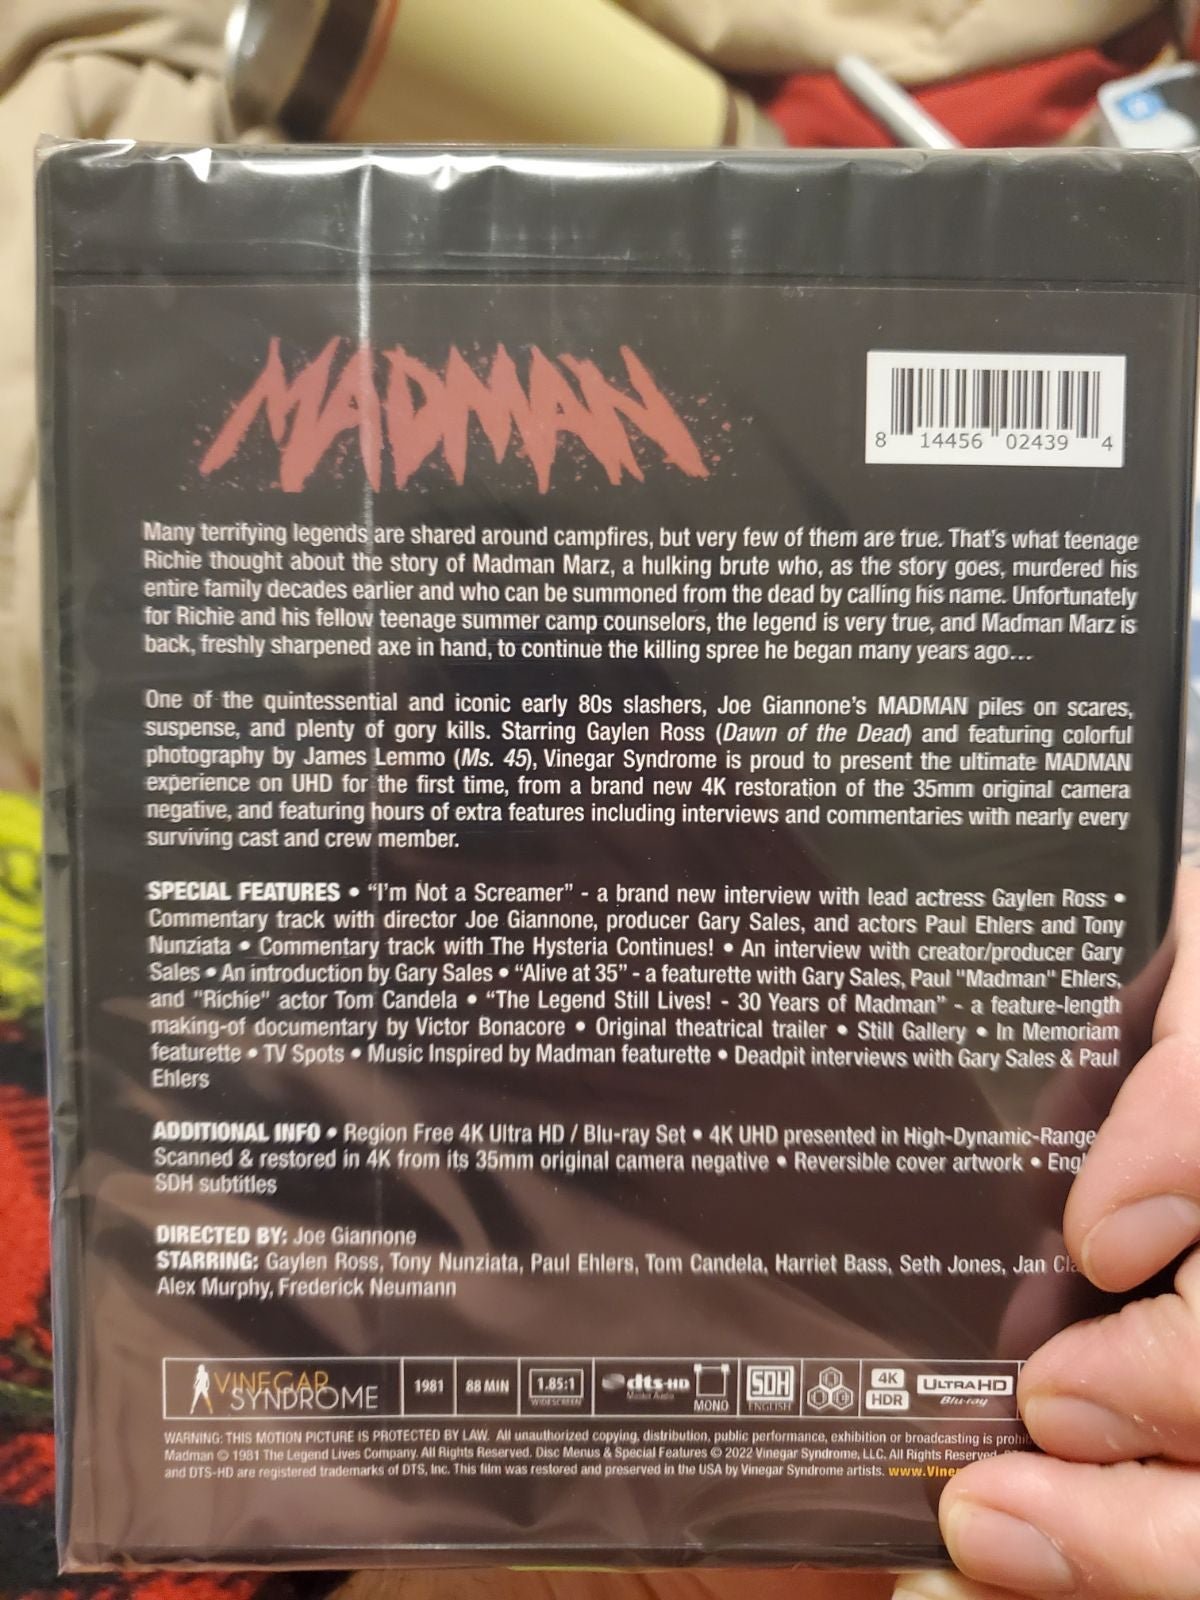 MADMAN
8 14456 02439 4
Many terrifying legends are shared around campfires, but very few of them are true. That's what teenage
Richie thought about the story of Madman Marz, a hulking brute who, as the story goes, murdered his
entire family decades earlier and who can be summoned from the dead by calling his name. Unfortunately
for Richie and his fellow teenage summer camp counselors, the legend is very true, and Madman Marz is
back, freshly sharpened axe in hand, to continue the killing spree he began many years ago...
One of the quintessential and iconic early 80s slashers, Joe Giannone's MADMAN piles on scares,
suspense, and plenty of gory kills. Starring Gaylen Ross (Dawn of the Dead) and featuring colorful
photography by James Lemmo (Ms. 45), Vinegar Syndrome is proud to present the ultimate MADMAN
experience on UHD for the first time, from a brand new 4K restoration of the 35mm original camera
negative, and featuring hours of extra features including interviews and commentaries with nearly every
surviving cast and crew member.
SPECIAL FEATURES • “I'm Not a Screamer” - a brand new interview with lead actress Gaylen Ross •
Commentary track with director Joe Giannone, producer Gary Sales, and actors Paul Ehlers and Tony
Nunziata • Commentary track with The Hysteria Continues! • An interview with creator/producer Gary
Sales • An introduction by Gary Sales • “Alive at 35” - a featurette with Gary Sales, Paul "Madman" Ehlers,
and "Richie" actor Tom Candela • “The Legend Still Lives! - 30 Years of Madman” - a feature-length
making-of documentary by Victor Bonacore • Original theatrical trailer • Still Gallery • In Memoriam
featurette • TV Spots • Music Inspired by Madman featurette • Deadpit interviews with Gary Sales & Paul
Ehlers
ADDITIONAL INFO • Region Free 4K Ultra HD / Blu-ray Set • 4K UHD presented in High-Dynamic-Range
Scanned & restored in 4K from its 35mm original camera negative • Reversible cover artwork •
SDH subtitles
DIRECTED BY: Joe Giannone
STARRING: Gaylen Ross, Tony Nunziata, Paul Ehlers, Tom Candela, Harriet Bass, Seth Jones, Jan
Alex Murphy, Frederick Neumann
VINEGAR SYNDROME 1981 88 MIN 1.85:1 WIDESCREEN dts-HD Master Audio MONO SDH ENGLISH 4K HDR ULTRA HD Blu-ray
WARNING: THIS MOTION PICTURE IS PROTECTED BY LAW. All unauthorized copying, distribution, public performance, exhibition or broadcasting is
Madman © 1981 The Legend Lives Company. All Rights Reserved. Disc Menus & Special Features © 2022 Vinegar Syndrome, LLC. All Rights Reserved.
and DTS-HD are registered trademarks of DTS, Inc. This film was restored and preserved in the USA by Vinegar Syndrome artists.